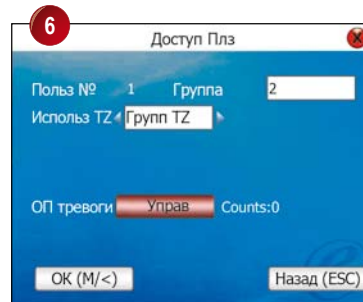 6
Доступ Плз
Польз № 1 Группа 2
Использ TZ Групп TZ
ОП тревоги Управ Counts:0
OK (M/<) Назад (ESC)